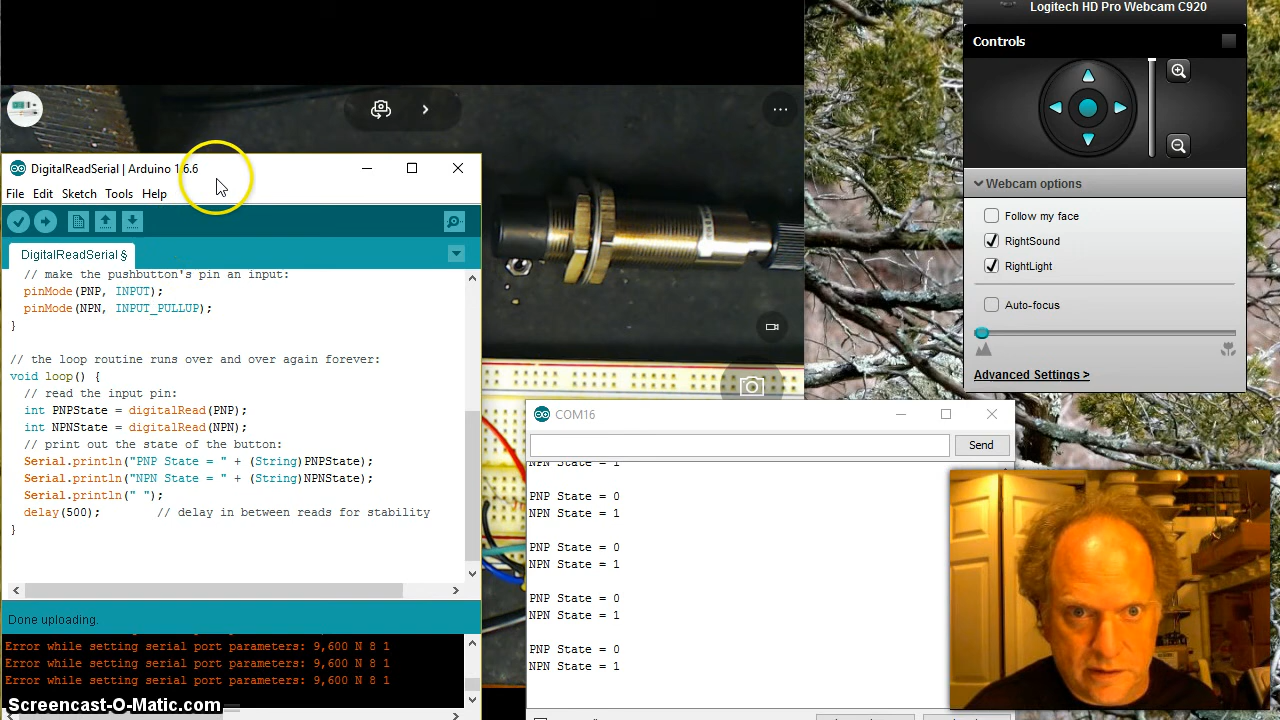 Logitech HD Pro Webcam C920
Controls
Webcam options
Follow my face
RightSound
RightLight
Auto-focus
Advanced Settings >
DigitalReadSerial | Arduino 1.6.6
File Edit Sketch Tools Help
DigitalReadSerial §
// make the pushbutton's pin an input:
pinMode(PNP, INPUT);
pinMode(NPN, INPUT_PULLUP);
}
// the loop routine runs over and over again forever:
void loop() {
// read the input pin:
int PNPState = digitalRead(PNP);
int NPNState = digitalRead(NPN);
// print out the state of the button:
Serial.println("PNP State = " + (String)PNPState);
Serial.println("NPN State = " + (String)NPNState);
Serial.println(" ");
delay(500); // delay in between reads for stability
}
Done uploading.
Error while setting serial port parameters: 9,600 N 8 1
Error while setting serial port parameters: 9,600 N 8 1
Error while setting serial port parameters: 9,600 N 8 1
COM16
Send
NPN State = 1
PNP State = 0
NPN State = 1
PNP State = 0
NPN State = 1
PNP State = 0
NPN State = 1
PNP State = 0
NPN State = 1
Screencast-O-Matic.com